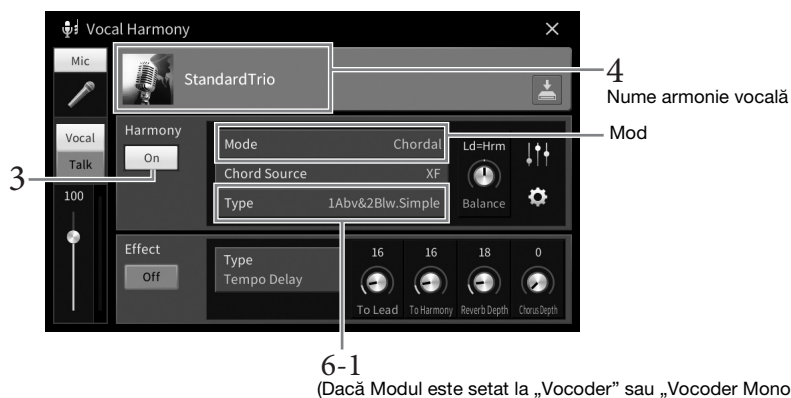 Vocal Harmony
Mic
StandardTrio
4
Nume armonie vocală
Vocal
Talk
100
Harmony
On
3
Mode Chordal
Mod
Chord Source XF
Type 1Abv&2Blw.Simple
Ld=Hrm
Balance
Effect
Off
Type
Tempo Delay
16 16 18 0
To Lead To Harmony Reverb Depth Chorus Depth
6-1
(Dacă Modul este setat la „Vocoder” sau „Vocoder Mono